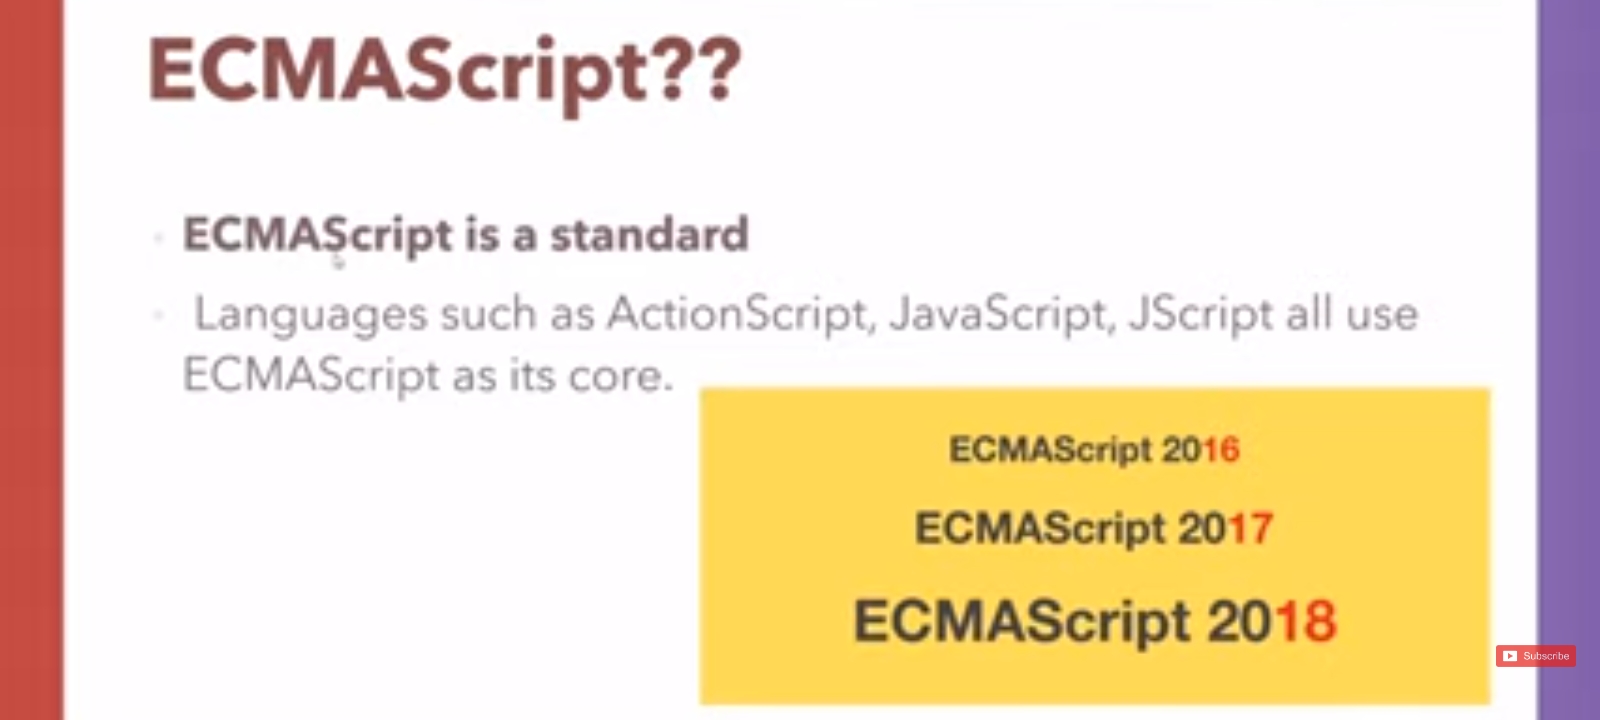 ECMAScript??
ECMAScript is a standard
Languages such as ActionScript, JavaScript, JScript all use
ECMAScript as its core.
ECMAScript 2016
ECMAScript 2017
ECMAScript 2018
Subscribe